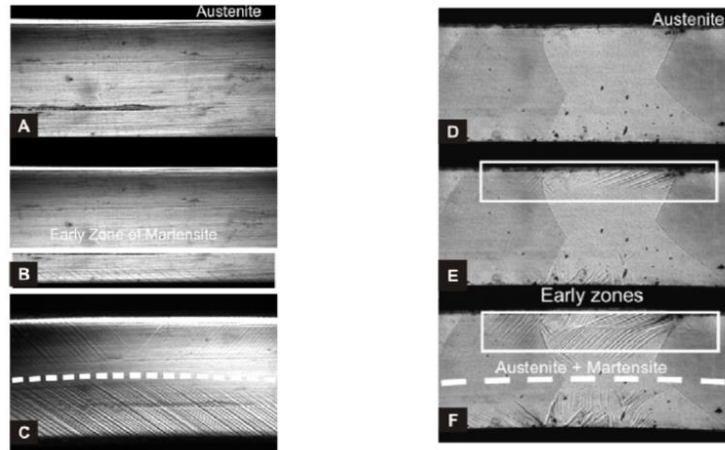 Austenite
A
Early Zone of Martensite
B
C
Austenite
D
E
Early zones
Austenite + Martensite
F